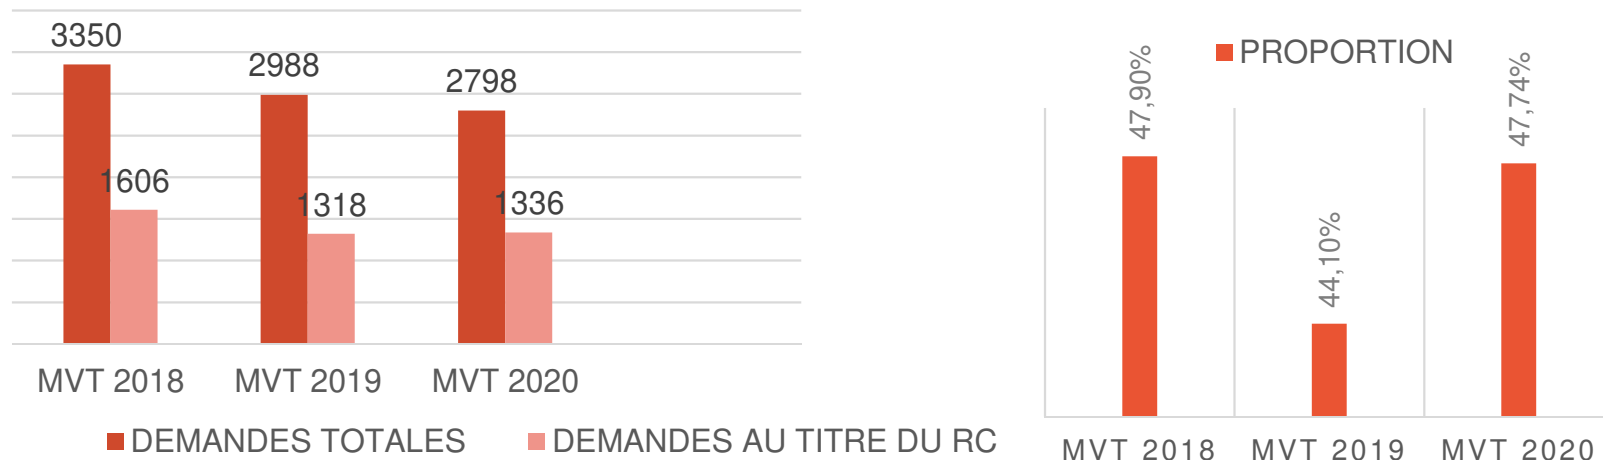 3350
2988
2798
1606
1318
1336
MVT 2018 MVT 2019 MVT 2020
DEMANDES TOTALES DEMANDES AU TITRE DU RC
PROPORTION
47,90%
44,10%
47,74%
MVT 2018 MVT 2019 MVT 2020